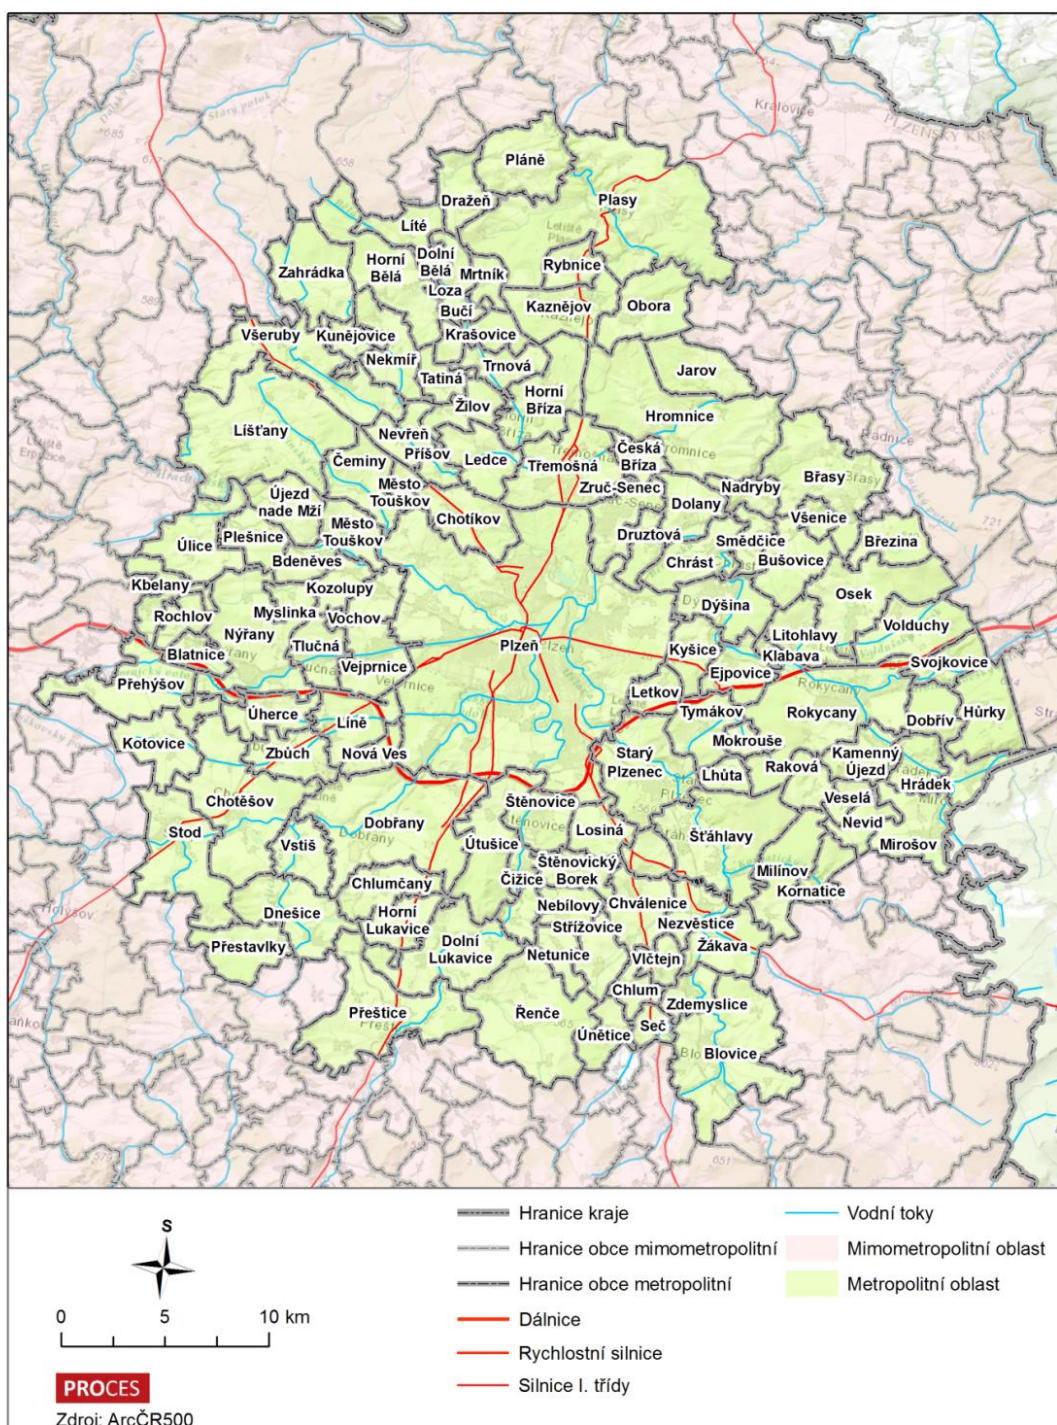 Kralovice
PLZEŇSKÝ KR
Pláně
Dražeň
Plasy
Líté
Dolní
Bělá
Horní
Bělá
Zahrádka
Mrtník
Rybnice
Loza
Bučí
Kaznějov
Obora
Všeruby
Kunějovice
Krašovice
Nekmíř
Trnová
Tatiná
Jarov
Žilov
Horní
Bříza
Hromnice
Líšťany
Nevřeň
Příšov
Ledce
Česká
Bříza
Čeminy
Třemošná
Město
Touškov
Zruč-Senec
Nadryby
Břasy
Újezd
nade Mží
Dolany
Chotíkov
Všenice
Město
Touškov
Plešnice
Druztová
Smědčice
Březina
Úlice
Bdeněves
Chrást
Bušovice
Kbelany
Kozolupy
Osek
Rochlov
Myslinka
Vochov
Dýšina
Volduchy
Nýřany
Tlučná
Litohlavy
Blatnice
Plzeň
Kyšice
Klabava
Svojkovice
Vejprnice
Ejpovice
Přehýšov
Letkov
Úherce
Líně
Tymákov
Rokycany
Dobřív
Hůrky
Kotovice
Zbůch
Nová Ves
Starý
Plzenec
Mokrouše
Kamenný
Újezd
Lhůta
Raková
Hrádek
Chotěšov
Štěnovice
Veselá
Dobřany
Stod
Losiná
Nevid
Vstiš
Útušice
Šťáhlavy
Mirošov
Štěnovický
Borek
Milínov
Chlumčany
Čižice
Kornatice
Dnešice
Horní
Lukavice
Nebílovy
Chválenice
Střížovice
Nezvěstice
Přestavlky
Dolní
Lukavice
Netunice
Vlčtejn
Žákava
Chlum
Zdemyslice
Přeštice
Řenče
Únětice
Seč
Blovice
S
0 5 10 km
PROCES
Zdroj: ArcČR500
Hranice kraje
Hranice obce mimometropolitní
Hranice obce metropolitní
Dálnice
Rychlostní silnice
Silnice I. třídy
Vodní toky
Mimometropolitní oblast
Metropolitní oblast